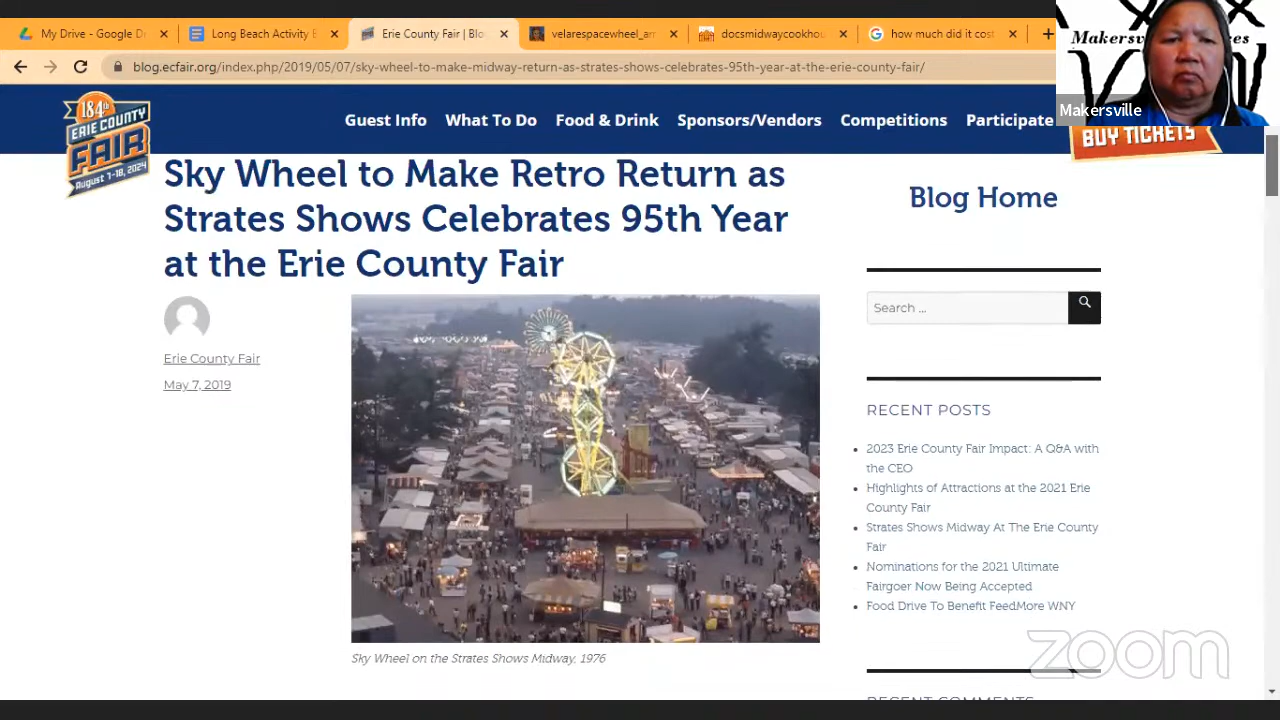 My Drive - Google D
Long Beach Activity B
Erie County Fair | Blo
velarespacewheel_am
docsmidwaycookhou
how much did it cost
blog.ecfair.org/index.php/2019/05/07/sky-wheel-to-make-midway-return-as-strates-shows-celebrates-95th-year-at-the-erie-county-fair/
Makersville
184th
ERIE COUNTY
FAIR
August 7-18, 2024
Guest Info
What To Do
Food & Drink
Sponsors/Vendors
Competitions
Participate
BUY TICKETS
Sky Wheel to Make Retro Return as
Strates Shows Celebrates 95th Year
at the Erie County Fair
Erie County Fair
May 7, 2019
Sky Wheel on the Strates Shows Midway, 1976
Blog Home
Search ...
RECENT POSTS
2023 Erie County Fair Impact: A Q&A with
the CEO
Highlights of Attractions at the 2021 Erie
County Fair
Strates Shows Midway At The Erie County
Fair
Nominations for the 2021 Ultimate
Fairgoer Now Being Accepted
Food Drive To Benefit FeedMore WNY
RECENT COMMENTS
zoom